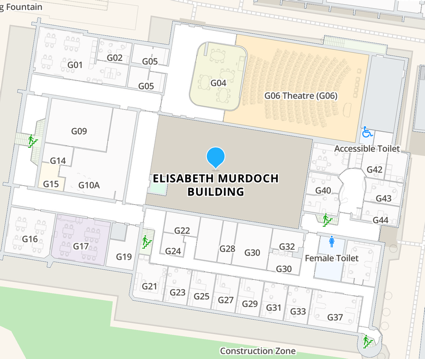 ng Fountain
G01
G02
G05
G05
G04
G06 Theatre (G06)
G09
Accessible Toilet
G14
G42
G15
G10A
ELISABETH MURDOCH
BUILDING
G40
G43
G44
G16
G17
G19
G22
G24
G28
G30
G32
G30
Female Toilet
G21
G23
G25
G27
G29
G31
G33
G37
Construction Zone